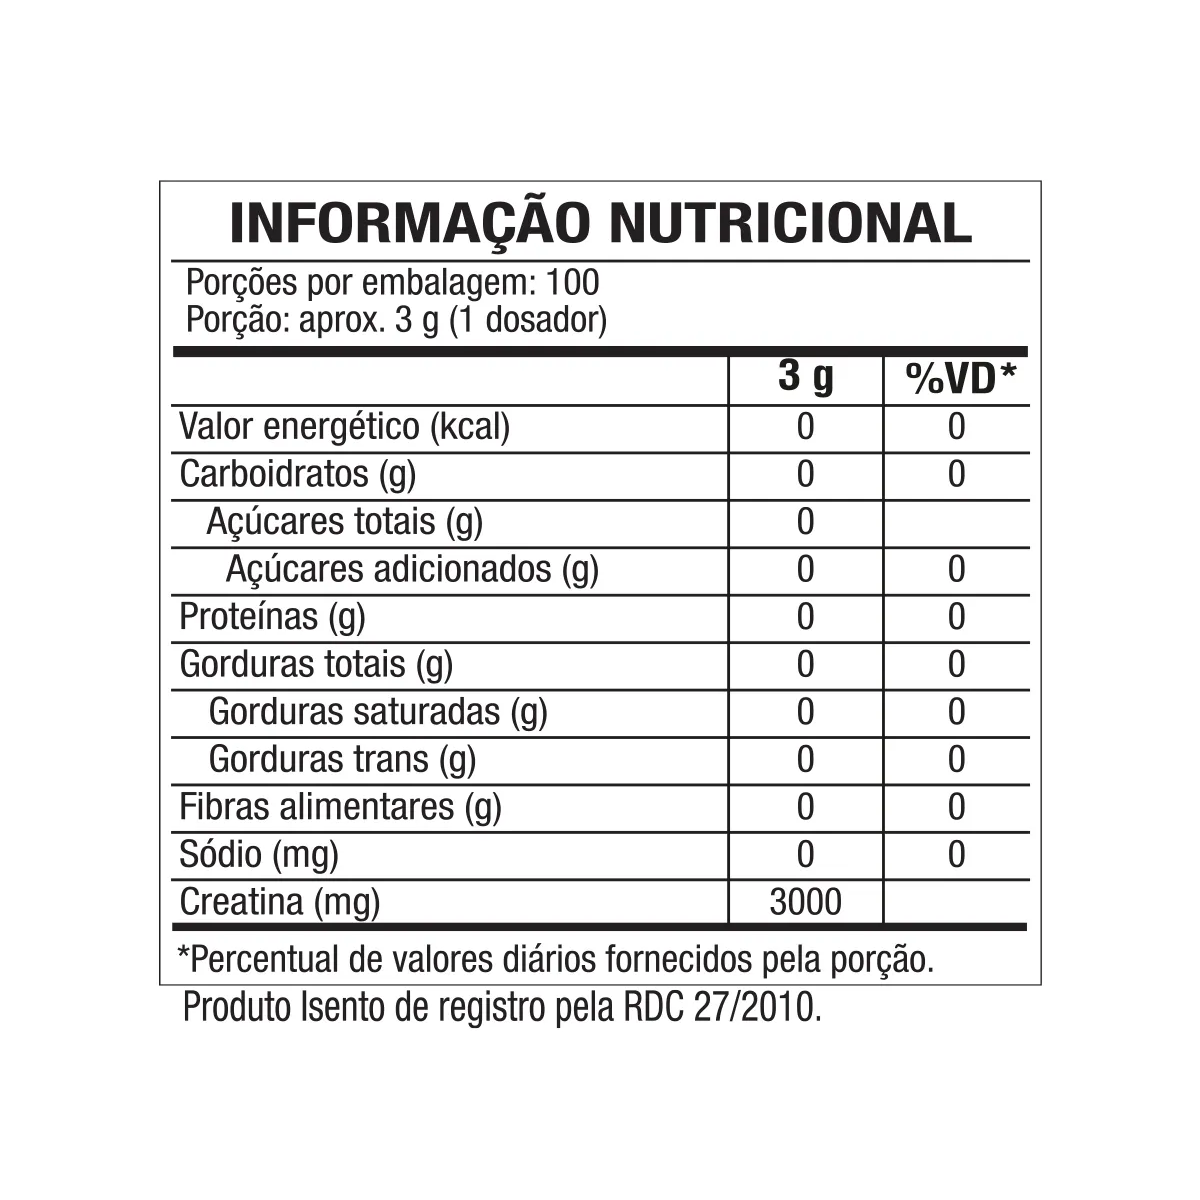 INFORMAÇÃO NUTRICIONAL
Porções por embalagem: 100
Porção: aprox. 3 g (1 dosador)
3 g %VD*
Valor energético (kcal) 0 0
Carboidratos (g) 0 0
Açúcares totais (g) 0
Açúcares adicionados (g) 0 0
Proteínas (g) 0 0
Gorduras totais (g) 0 0
Gorduras saturadas (g) 0 0
Gorduras trans (g) 0 0
Fibras alimentares (g) 0 0
Sódio (mg) 0 0
Creatina (mg) 3000
*Percentual de valores diários fornecidos pela porção.
Produto Isento de registro pela RDC 27/2010.